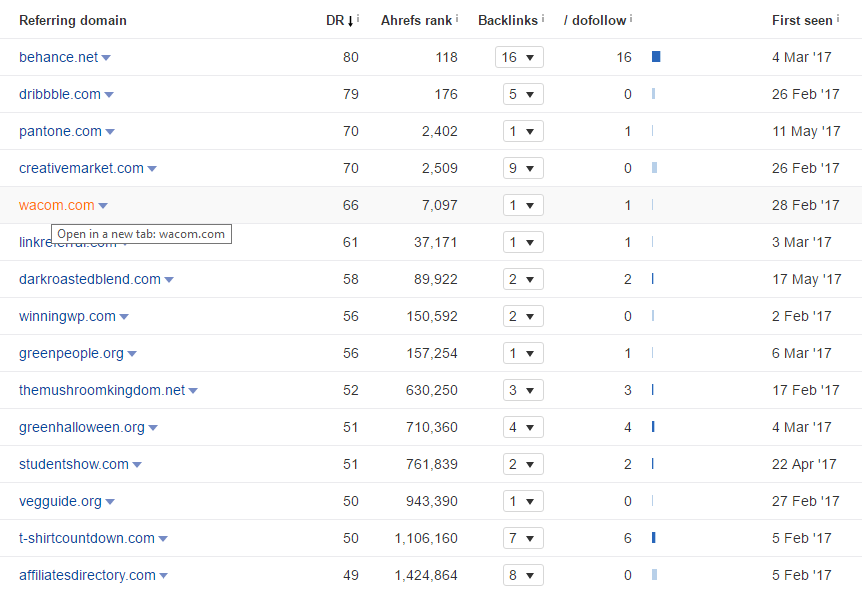 Referring domain DR↓ i Ahrefs rank i Backlinks i / dofollow i First seen i
behance.net 80 118 16 16 4 Mar '17
dribbble.com 79 176 5 0 26 Feb '17
pantone.com 70 2,402 1 1 11 May '17
creativemarket.com 70 2,509 9 0 26 Feb '17
wacom.com 66 7,097 1 1 28 Feb '17
Open in a new tab: wacom.com
linkreferral.com 61 37,171 1 1 3 Mar '17
darkroastedblend.com 58 89,922 2 2 17 May '17
winningwp.com 56 150,592 2 0 2 Feb '17
greenpeople.org 56 157,254 1 1 6 Mar '17
themushroomkingdom.net 52 630,250 3 3 17 Feb '17
greenhalloween.org 51 710,360 4 4 4 Mar '17
studentshow.com 51 761,839 2 2 22 Apr '17
vegguide.org 50 943,390 1 0 27 Feb '17
t-shirtcountdown.com 50 1,106,160 7 6 5 Feb '17
affiliatesdirectory.com 49 1,424,864 8 0 5 Feb '17